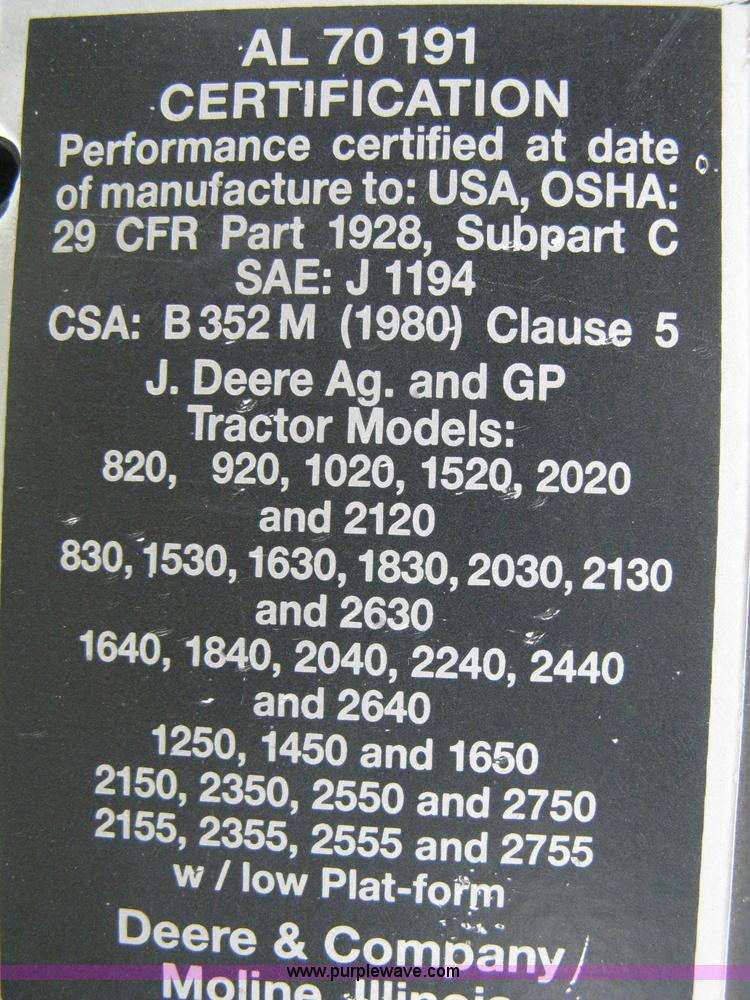 AL 70 191
CERTIFICATION
Performance certified at date
of manufacture to: USA, OSHA:
29 CFR Part 1928, Subpart C
SAE: J 1194
CSA: B 352 M (1980) Clause 5
J. Deere Ag. and GP
Tractor Models:
820, 920, 1020, 1520, 2020
and 2120
830, 1530, 1630, 1830, 2030, 2130
and 2630
1640, 1840, 2040, 2240, 2440
and 2640
1250, 1450 and 1650
2150, 2350, 2550 and 2750
2155, 2355, 2555 and 2755
w / low Plat-form
Deere & Company
Moline Illinois
www.purplewave.com